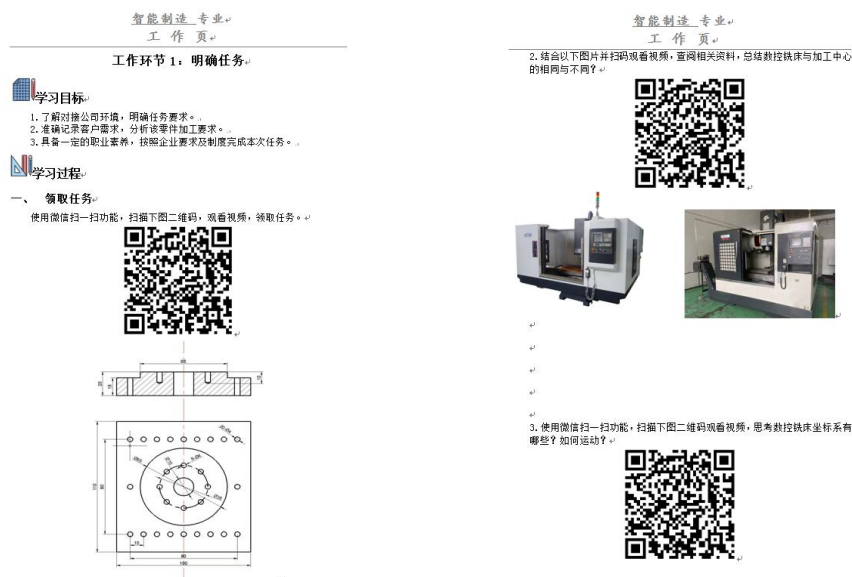 智能制造 专业
工 作 页
工作环节1：明确任务
学习目标
1.了解对接公司环境，明确任务要求。
2.准确记录客户需求，分析该零件加工要求。
3.具备一定的职业素养，按照企业要求及制度完成本次任务。
学习过程
一、 领取任务
使用微信扫一扫功能，扫描下图二维码，观看视频，领取任务。
智能制造 专业
工 作 页
2.结合以下图片并扫码观看视频，查阅相关资料，总结数控铣床与加工中心
的相同与不同？
3.使用微信扫一扫功能，扫描下图二维码观看视频，思考数控铣床坐标系有
哪些？如何运动？